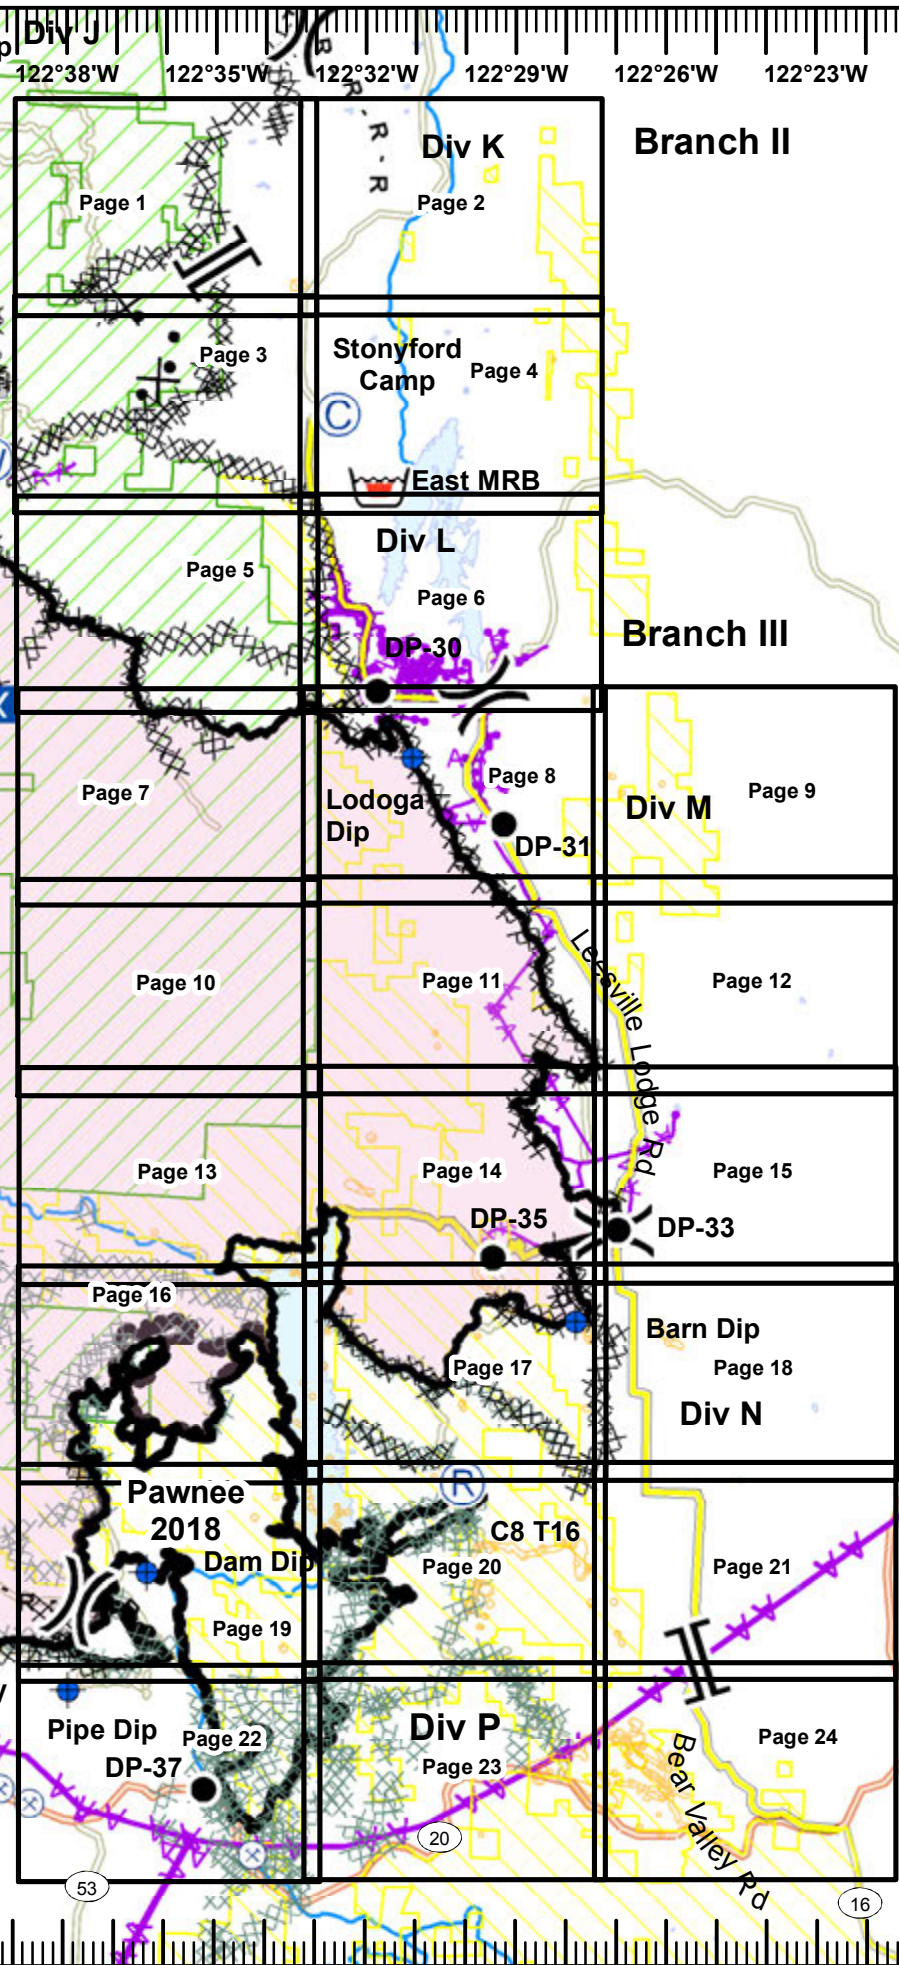 Div J
p
122°38'W 122°35'W 122°32'W 122°29'W 122°26'W 122°23'W
R
R - R - R
Div K
Branch II
Page 1
Page 2
Page 3
Stonyford
Camp
Page 4
C
East MRB
Div L
Page 5
Page 6
Branch III
DP-30
X
Page 7
Page 8
Page 9
Lodoga
Dip
Div M
DP-31
Leesville Lodge Rd
Page 10
Page 11
Page 12
Page 13
Page 14
Page 15
DP-35
DP-33
Page 16
Barn Dip
Page 17
Page 18
Div N
Pawnee
2018
R
C8 T16
Dam Dip
Page 20
Page 21
Page 19
y
Pipe Dip
Page 22
Div P
Page 24
DP-37
Page 23
Bear Valley Rd
20
53
16